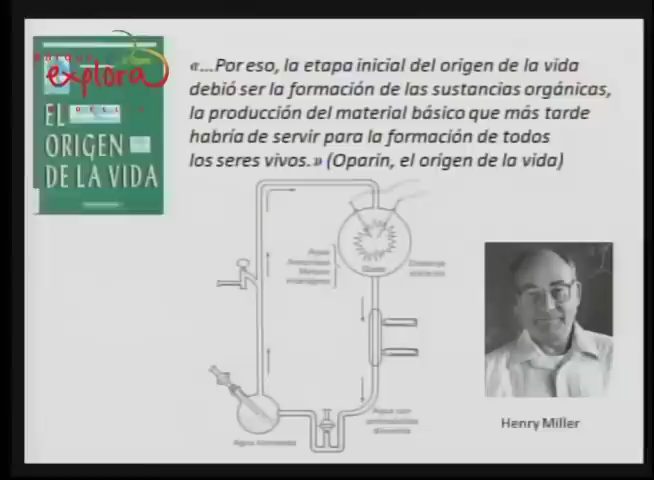 explora
EL
ORIGEN
DE LA VIDA
«...Por eso, la etapa inicial del origen de la vida
debió ser la formación de las sustancias orgánicas,
la producción del material básico que más tarde
habría de servir para la formación de todos
los seres vivos.» (Oparin, el origen de la vida)
Agua con
Henry Miller